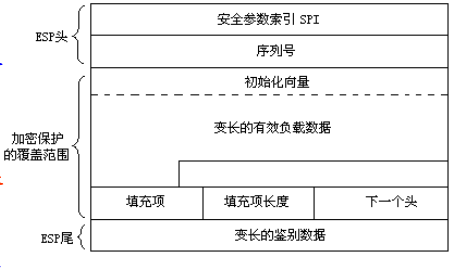 安全参数索引 SPI
ESP头
序列号
初始化向量
变长的有效负载数据
加密保护
的覆盖范围
填充项
填充项长度
下一个头
ESP尾
变长的鉴别数据